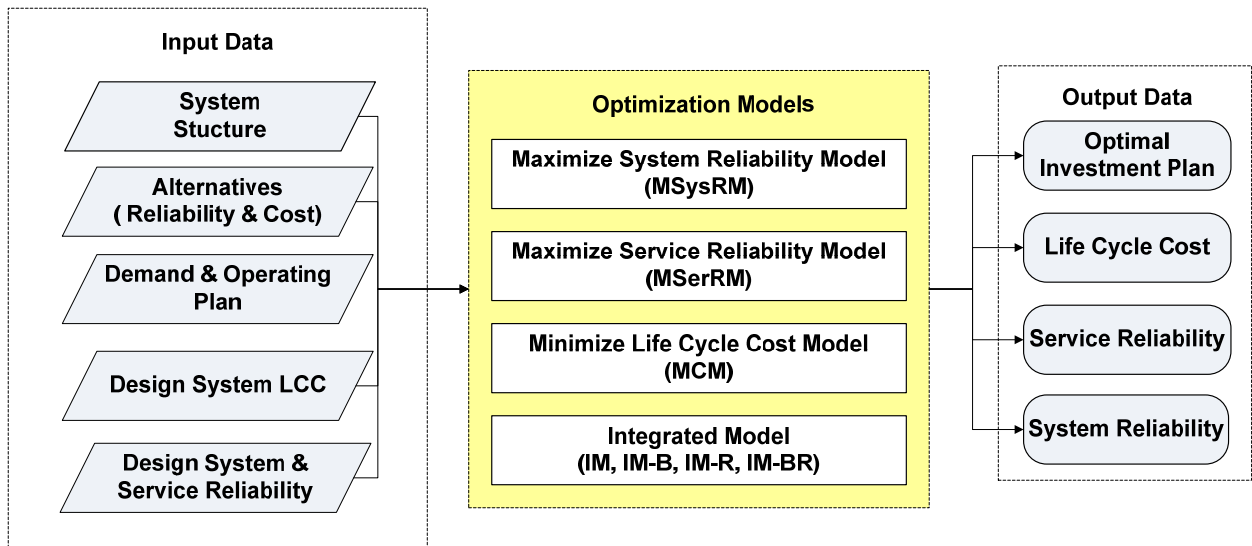 Input Data
System
Stucture
Alternatives
( Reliability & Cost)
Demand & Operating
Plan
Design System LCC
Design System &
Service Reliability
Optimization Models
Maximize System Reliability Model
(MSysRM)
Maximize Service Reliability Model
(MSerRM)
Minimize Life Cycle Cost Model
(MCM)
Integrated Model
(IM, IM-B, IM-R, IM-BR)
Output Data
Optimal
Investment Plan
Life Cycle Cost
Service Reliability
System Reliability